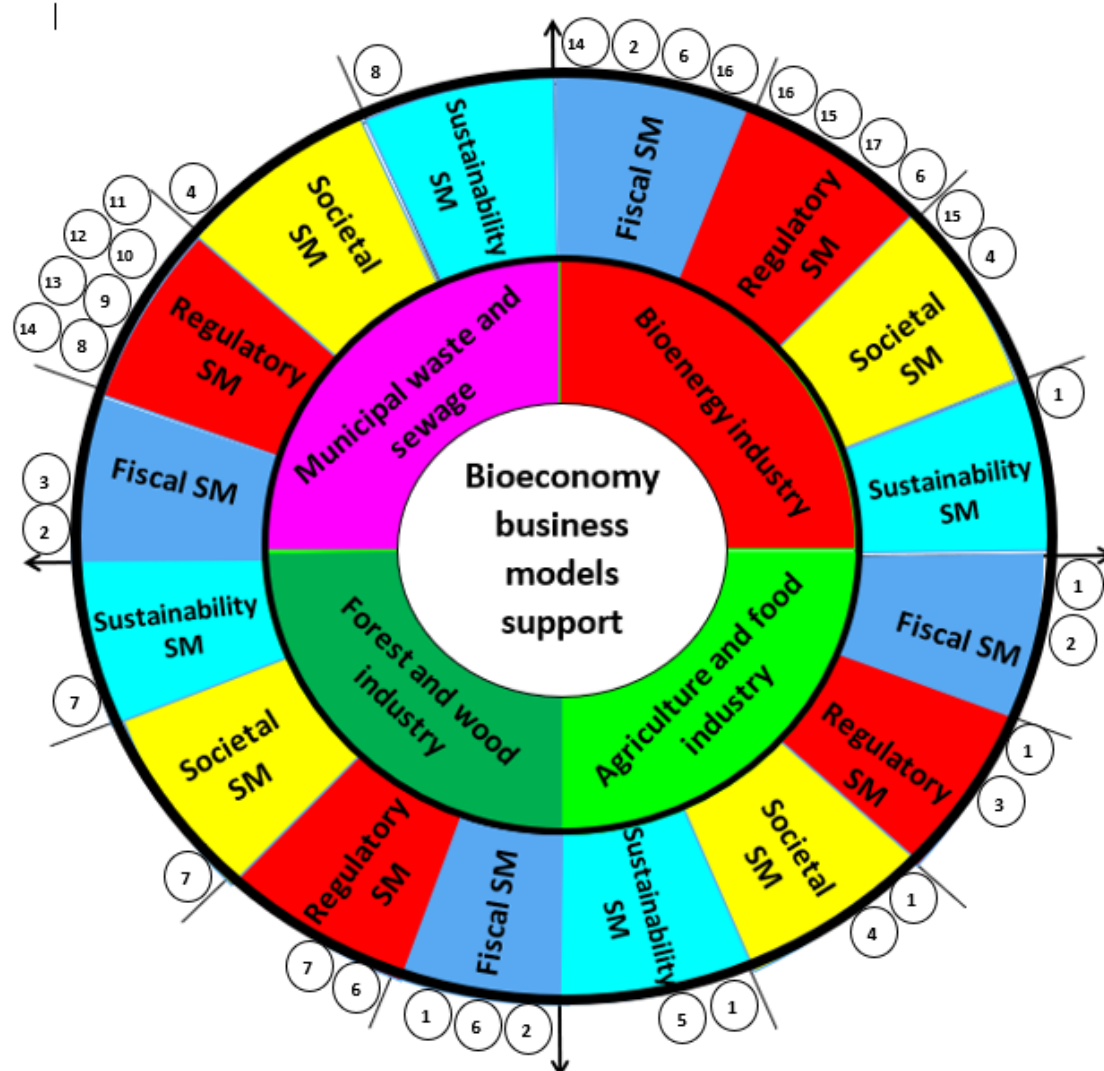 Bioeconomy
business
models
support
Bioenergy industry
Agriculture and food
industry
Forest and wood
industry
Municipal waste and
sewage
Fiscal SM
14
2
6
16
Regulatory
SM
16
15
17
6
Societal
SM
15
4
Sustainability
SM
1
Fiscal SM
1
2
Regulatory
SM
1
3
Societal
SM
1
4
Sustainability
SM
1
5
Fiscal SM
2
6
1
Regulatory
SM
6
7
Societal
SM
7
Sustainability
SM
7
Fiscal SM
2
3
Regulatory
SM
8
14
9
13
10
12
11
Societal
SM
4
Sustainability
SM
8